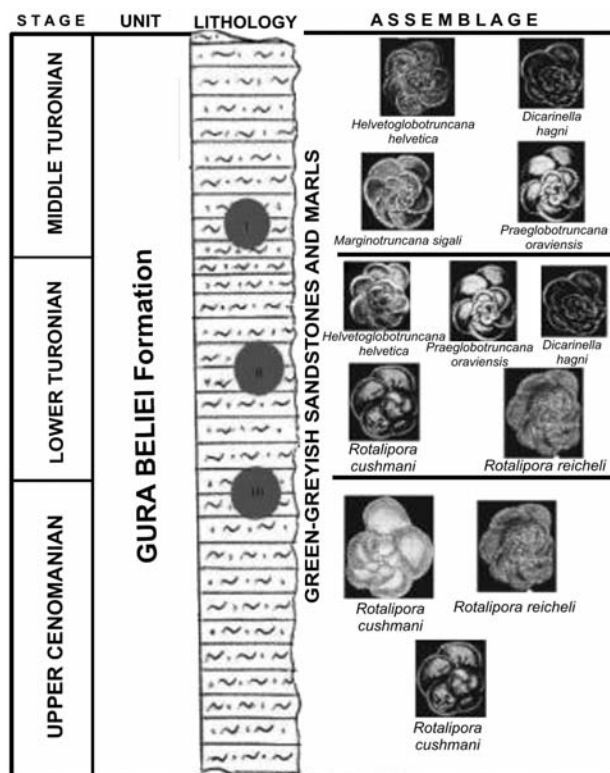 STAGE
UNIT
LITHOLOGY
ASSEMBLAGE
MIDDLE TURONIAN
LOWER TURONIAN
UPPER CENOMANIAN
GURA BELIEI Formation
GREEN-GREYISH SANDSTONES AND MARLS
Helvetoglobotruncana
helvetica
Dicarinella
hagni
Marginotruncana sigali
Praeglobotruncana
oraviensis
Helvetoglobotruncana
helvetica
Praeglobotruncana
oraviensis
Dicarinella
hagni
Rotalipora
cushmani
Rotalipora reicheli
Rotalipora
cushmani
Rotalipora reicheli
Rotalipora
cushmani